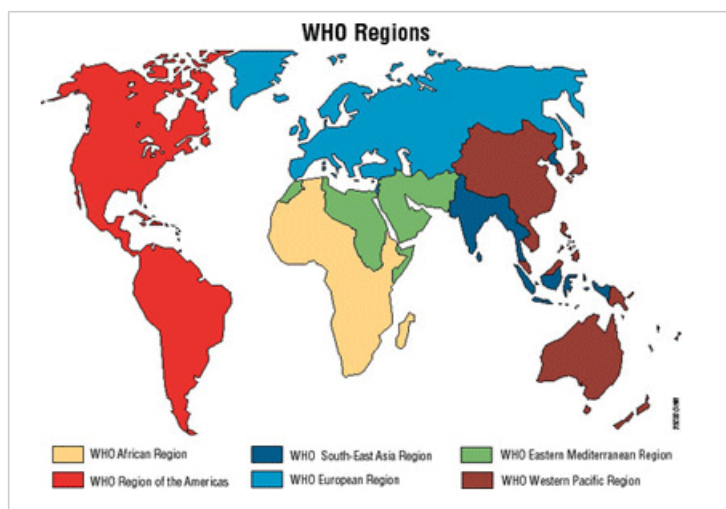 WHO Regions
WHO African Region
WHO South-East Asia Region
WHO Eastern Mediterranean Region
WHO Region of the Americas
WHO European Region
WHO Western Pacific Region